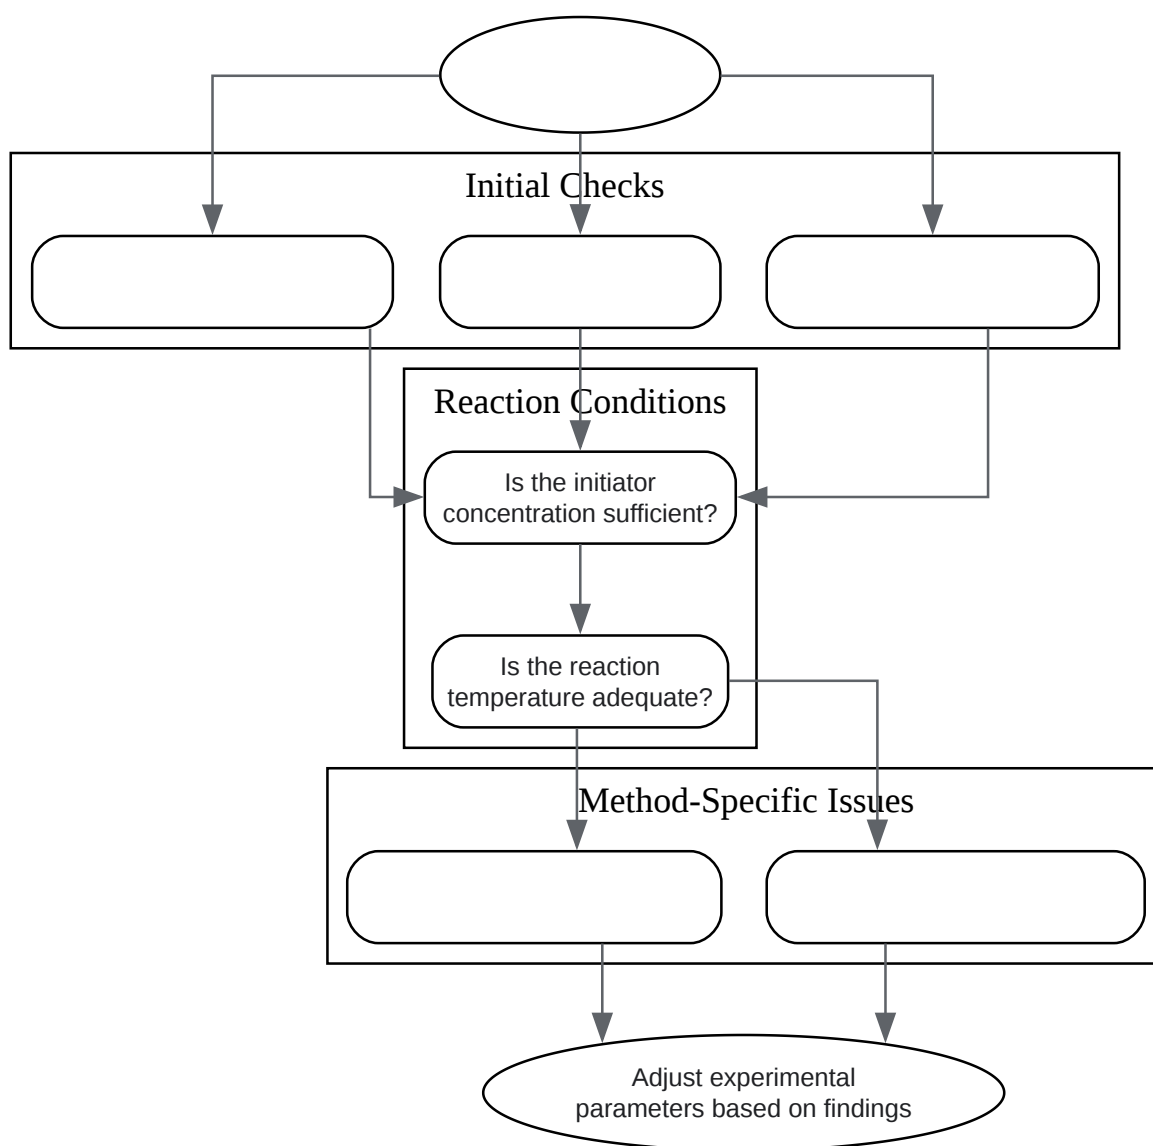 Initial Checks
Reaction Conditions
Is the initiator
concentration sufficient?
Is the reaction
temperature adequate?
Method-Specific Issues
Adjust experimental
parameters based on findings